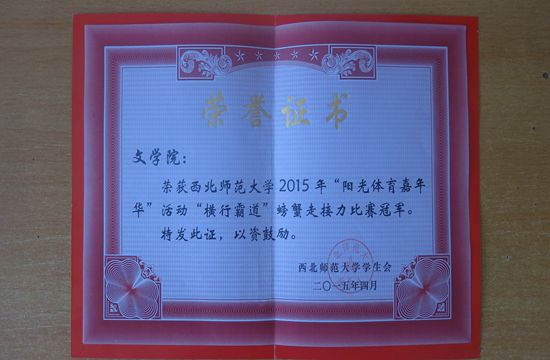 荣誉证书
文学院：
荣获西北师范大学2015年“阳光体育嘉年
华”活动“横行霸道”螃蟹走接力比赛冠军。
特发此证，以资鼓励。
西北师范大学学生会
二〇一五年四月